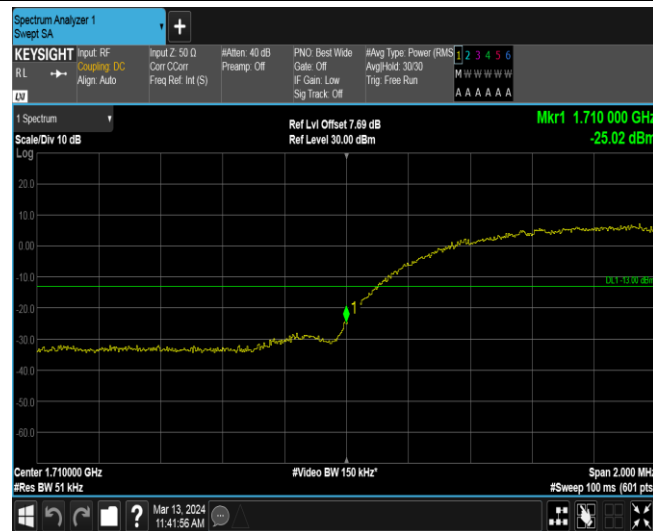 Spectrum Analyzer 1
Swept SA
+
KEYSIGHT
RL
LXI
Input: RF
Coupling: DC
Align: Auto
Input Z: 50 Ω
Corr CCorr
Freq Ref: Int (S)
#Atten: 40 dB
Preamp: Off
PNO: Best Wide
Gate: Off
IF Gain: Low
Sig Track: Off
#Avg Type: Power (RMS
Avg|Hold: 30/30
Trig: Free Run
1 2 3 4 5 6
M W W W W W
A A A A A A
1 Spectrum
Scale/Div 10 dB
Log
Ref Lvl Offset 7.69 dB
Ref Level 30.00 dBm
Mkr1 1.710 000 GHz
-25.02 dBm
20.0
10.0
0.00
-10.0
DL1 -13.00 dBm
-20.0
1
-30.0
-40.0
-50.0
-60.0
Center 1.710000 GHz
#Video BW 150 kHz*
Span 2.000 MHz
#Res BW 51 kHz
#Sweep 100 ms (601 pts
?
Mar 13, 2024
11:41:56 AM